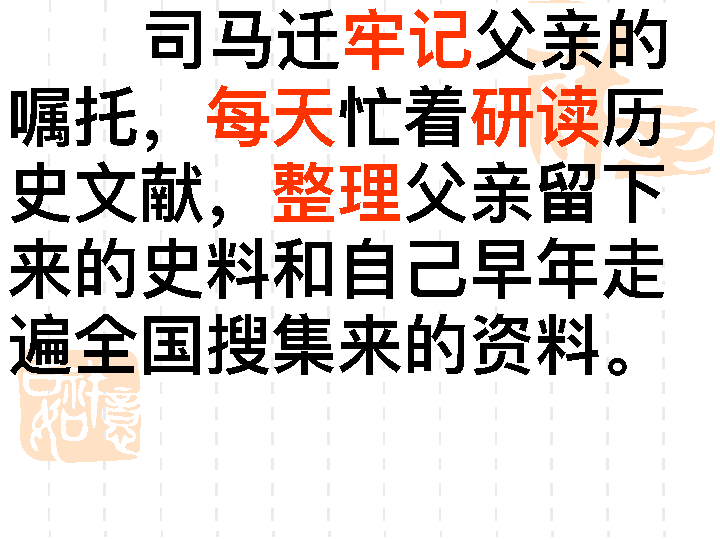 司马迁牢记父亲的
嘱托，每天忙着研读历
史文献，整理父亲留下
来的史料和自己早年走
遍全国搜集来的资料。